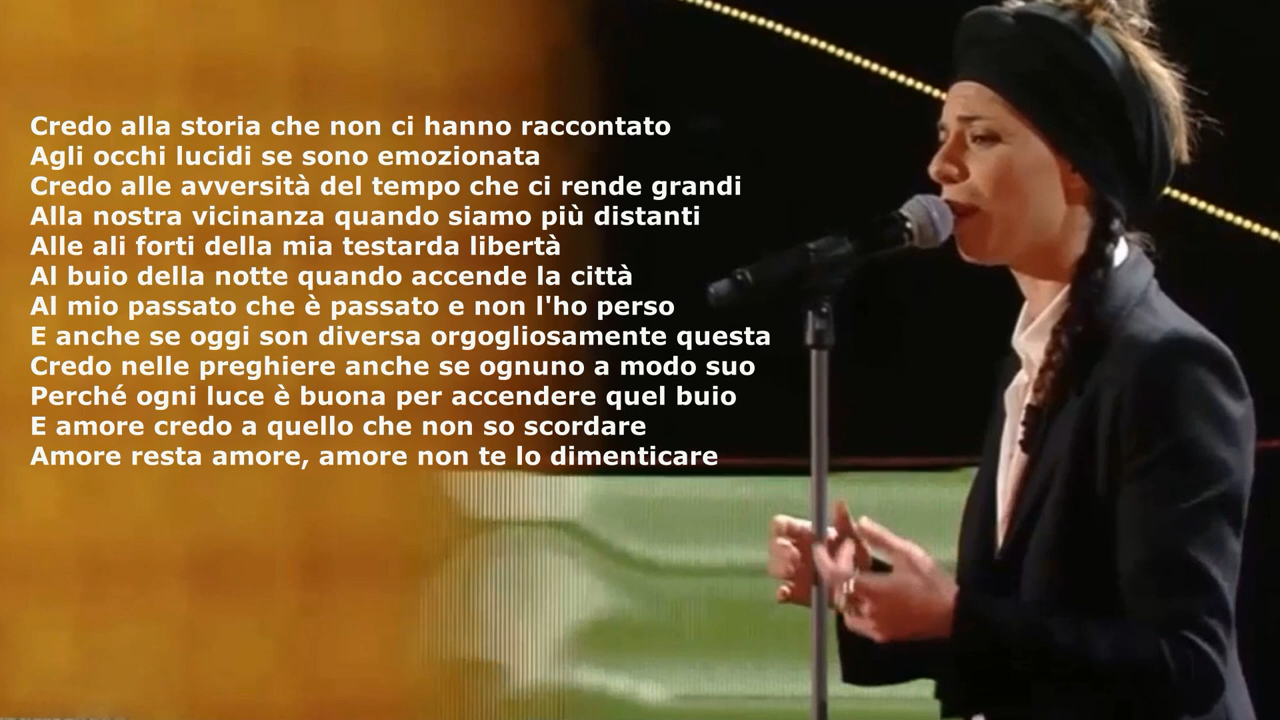 Credo alla storia che non ci hanno raccontato
Agli occhi lucidi se sono emozionata
Credo alle avversità del tempo che ci rende grandi
Alla nostra vicinanza quando siamo più distanti
Alle ali forti della mia testarda libertà
Al buio della notte quando accende la città
Al mio passato che è passato e non l'ho perso
E anche se oggi son diversa orgogliosamente questa
Credo nelle preghiere anche se ognuno a modo suo
Perché ogni luce è buona per accendere quel buio
E amore credo a quello che non so scordare
Amore resta amore, amore non te lo dimenticare